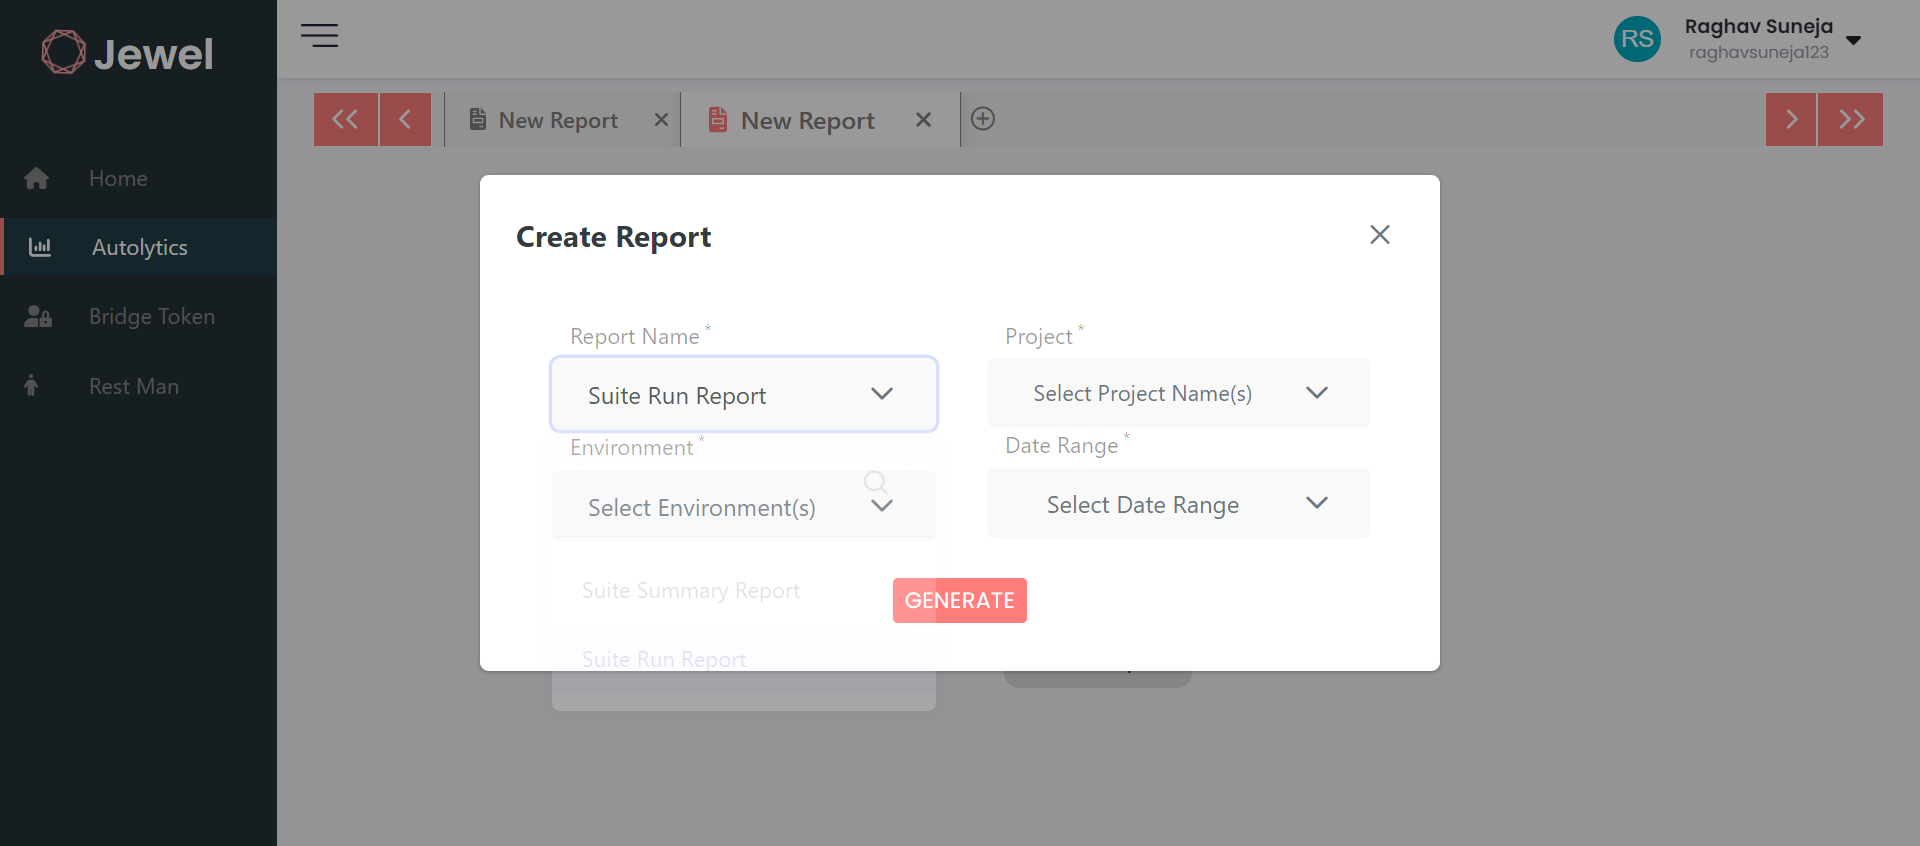 Jewel
RS
Raghav Suneja
raghavsuneja123
New Report
New Report
Home
Autolytics
Bridge Token
Rest Man
Create Report
Report Name *
Project *
Suite Run Report
Select Project Name(s)
Environment *
Date Range *
Select Environment(s)
Select Date Range
Suite Summary Report
GENERATE
Suite Run Report